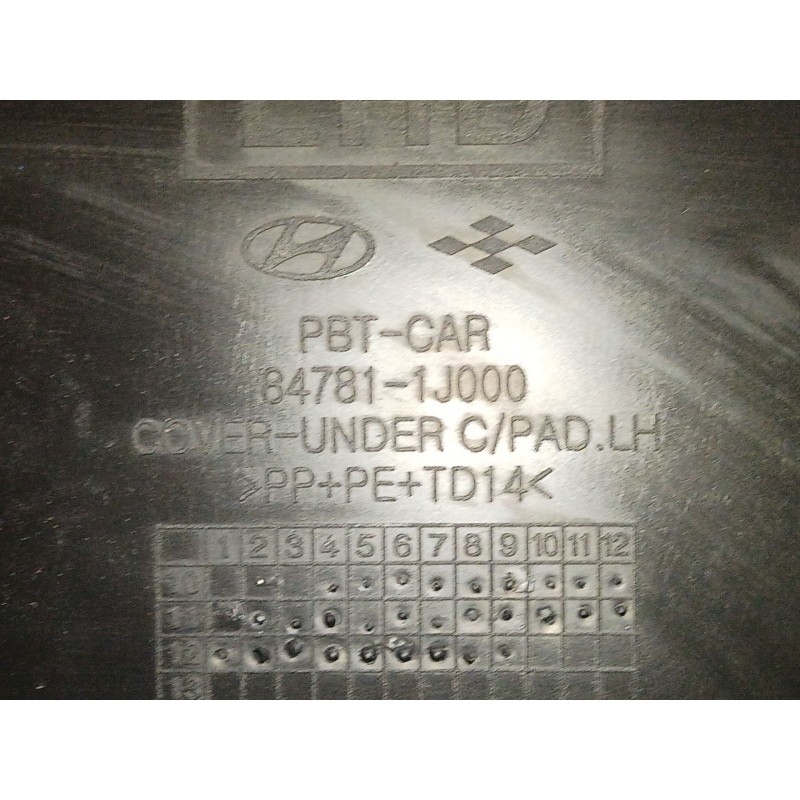 LHD
PBT-CAR
84781-1J000
COVER-UNDER C/PAD.LH
>PP+PE+TD14<
1 2 3 4 5 6 7 8 9 10 11 12
10
11
12
13